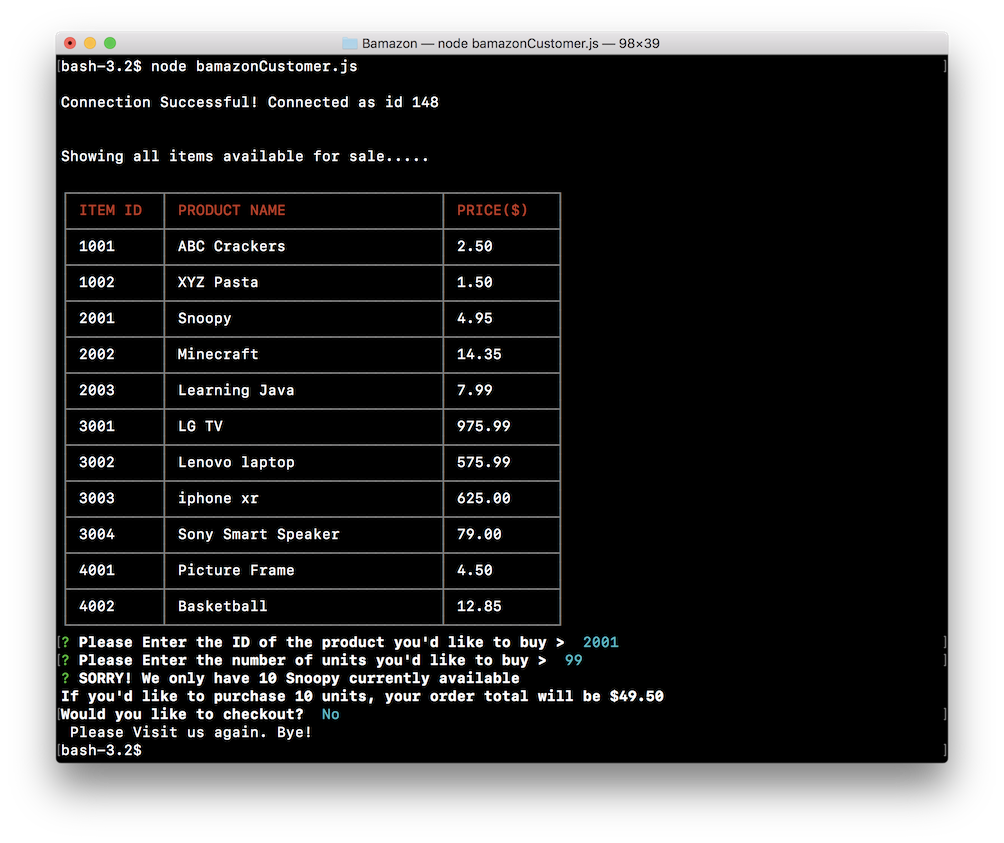 Bamazon — node bamazonCustomer.js — 98×39
[bash-3.2$ node bamazonCustomer.js ]
Connection Successful! Connected as id 148
Showing all items available for sale.....
ITEM ID PRODUCT NAME PRICE($)
1001 ABC Crackers 2.50
1002 XYZ Pasta 1.50
2001 Snoopy 4.95
2002 Minecraft 14.35
2003 Learning Java 7.99
3001 LG TV 975.99
3002 Lenovo laptop 575.99
3003 iphone xr 625.00
3004 Sony Smart Speaker 79.00
4001 Picture Frame 4.50
4002 Basketball 12.85
[? Please Enter the ID of the product you'd like to buy > 2001 ]
[? Please Enter the number of units you'd like to buy > 99 ]
? SORRY! We only have 10 Snoopy currently available
If you'd like to purchase 10 units, your order total will be $49.50
[Would you like to checkout? No ]
Please Visit us again. Bye!
[bash-3.2$ ]